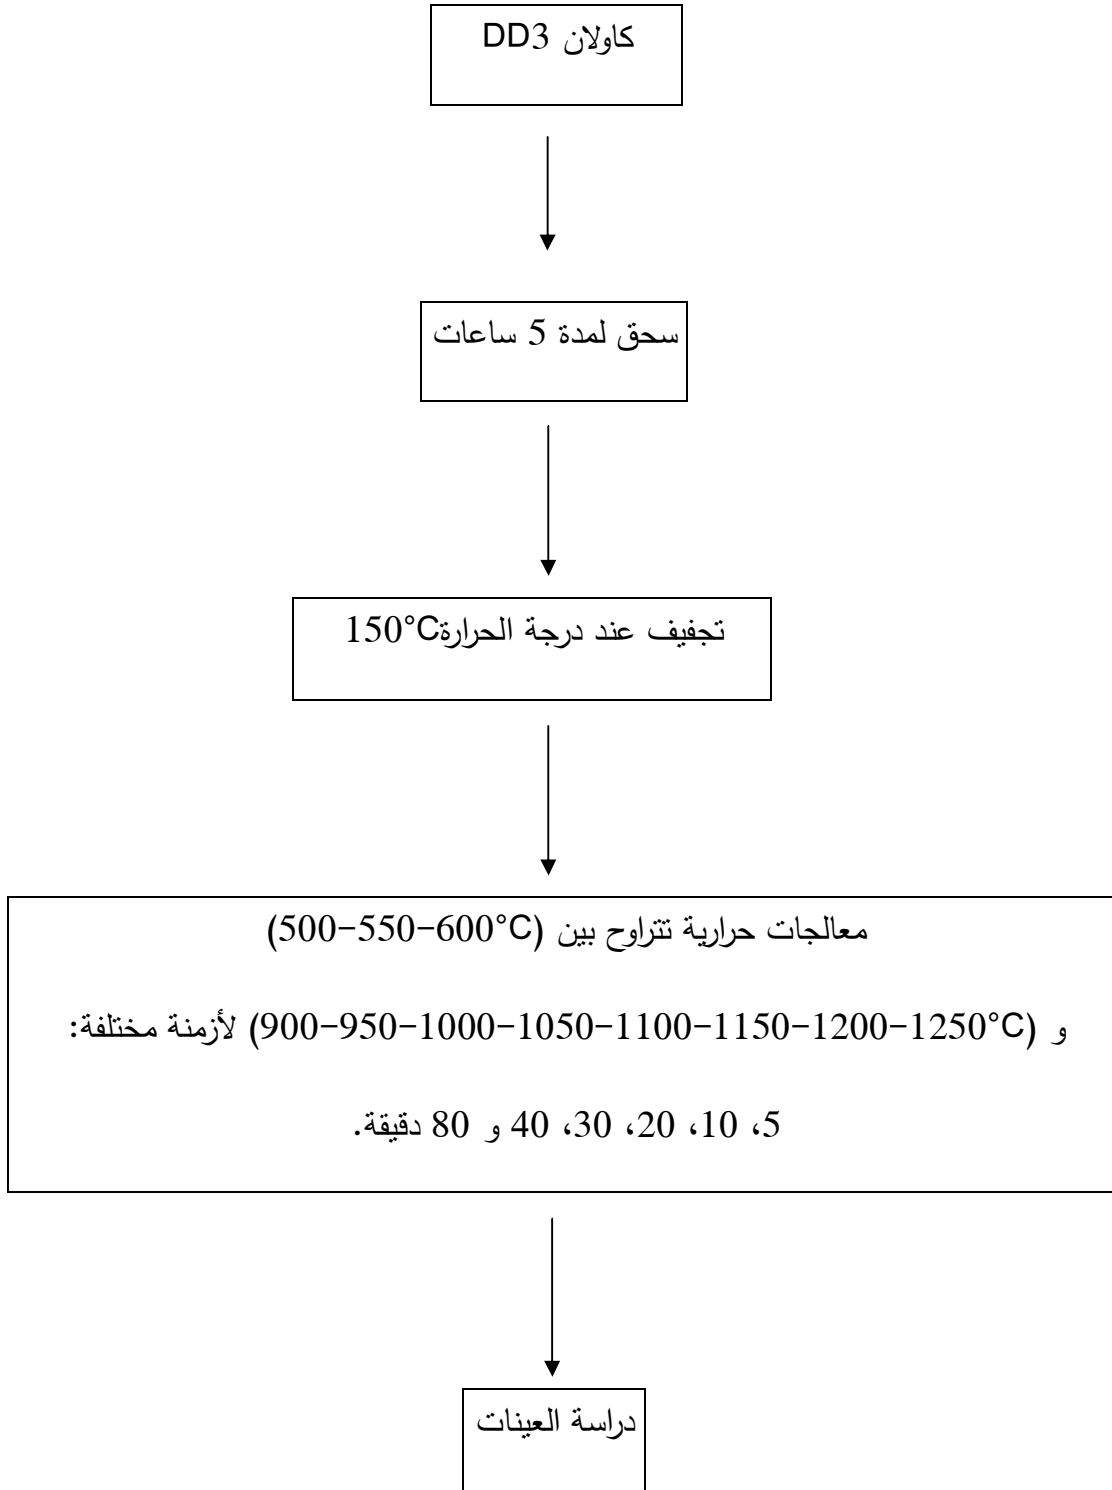 كاولان DD3
سحق لمدة 5 ساعات
تجفيف عند درجة الحرارة150°C
معالجات حرارية تتراوح بين (500-550-600°C)
و (900-950-1000-1050-1100-1150-1200-1250°C) لأزمنة مختلفة:
5، 10، 20، 30، 40 و 80 دقيقة.
دراسة العينات